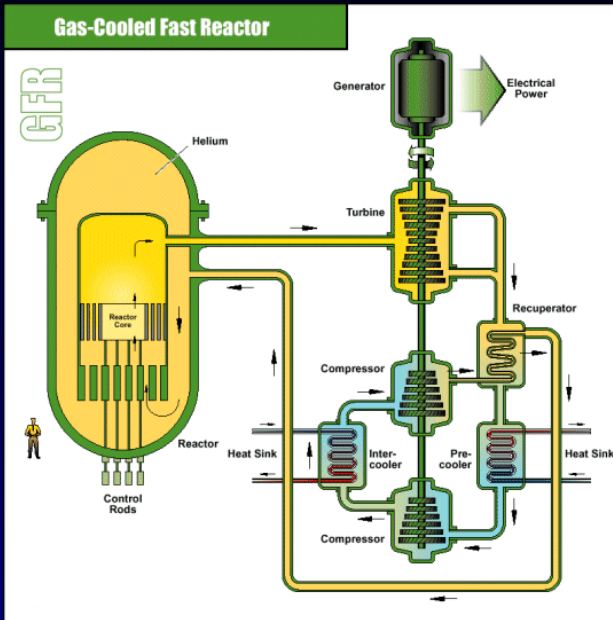 Gas-Cooled Fast Reactor
GFR
Generator
Electrical
Power
Helium
Turbine
Reactor
Core
Recuperator
Compressor
Reactor
Heat Sink
Inter-
cooler
Pre-
cooler
Heat Sink
Control
Rods
Compressor